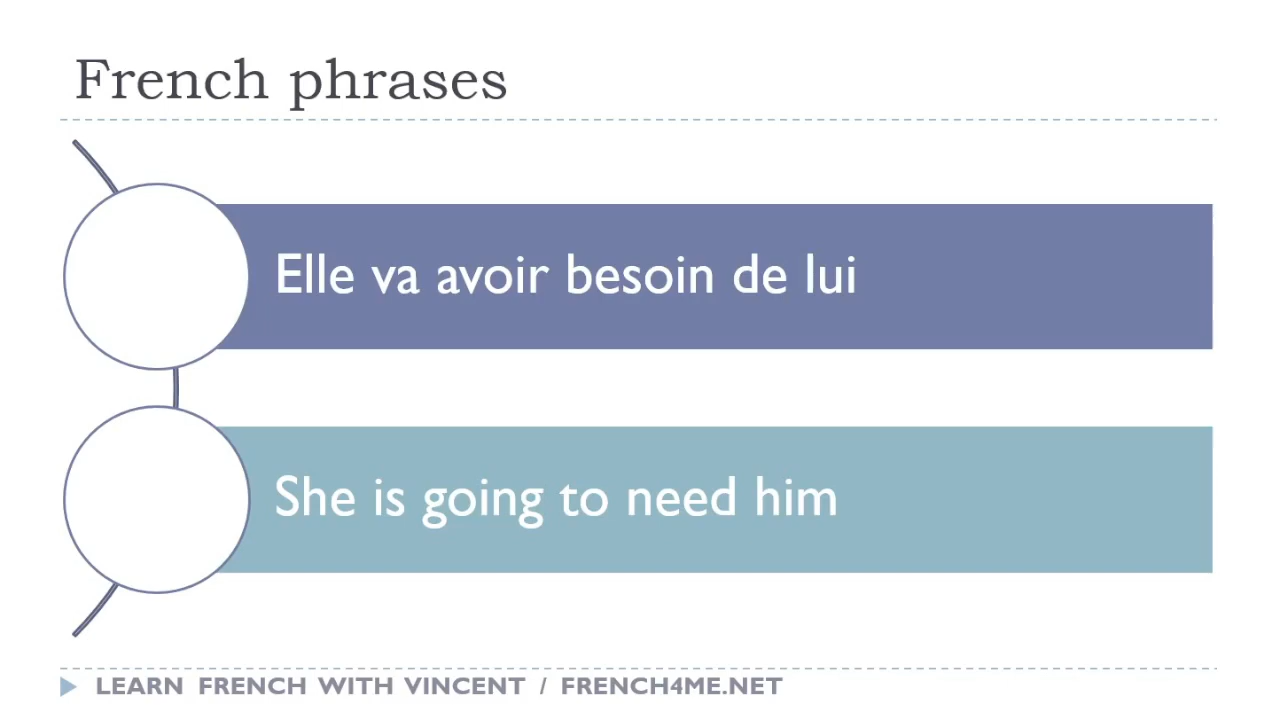 French phrases
Elle va avoir besoin de lui
She is going to need him
LEARN FRENCH WITH VINCENT / FRENCH4ME.NET